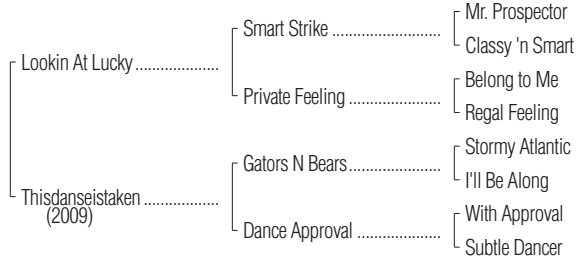 Mr. Prospector
Smart Strike ......................
Classy 'n Smart
Lookin At Lucky.................
Belong to Me
Private Feeling ...................
Regal Feeling
Stormy Atlantic
Gators N Bears...................
I'll Be Along
Thisdanseistaken ...............
(2009)
With Approval
Dance Approval .................
Subtle Dancer